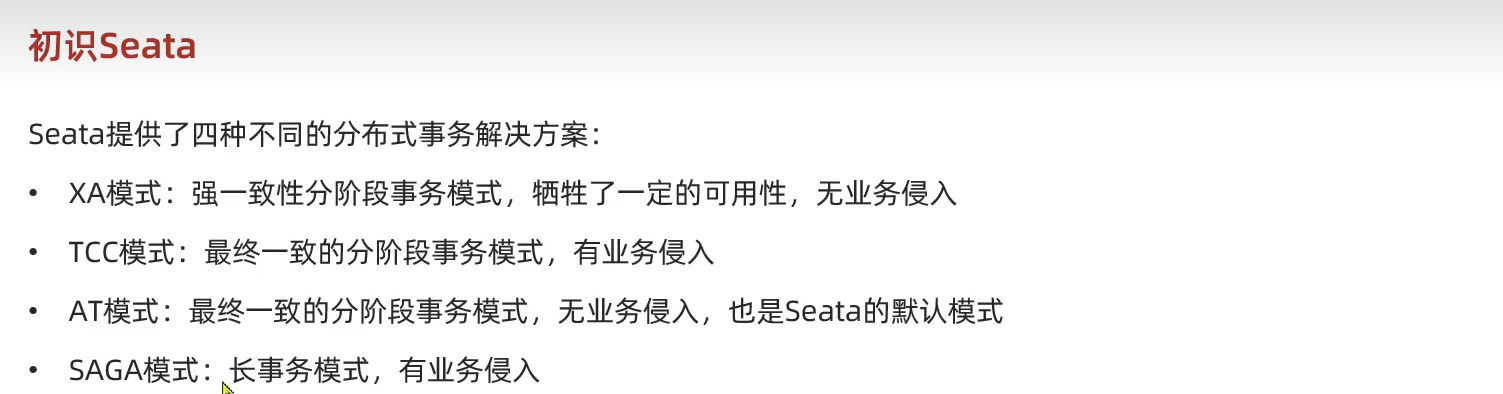 初识Seata
Seata提供了四种不同的分布式事务解决方案：
• XA模式：强一致性分阶段事务模式，牺牲了一定的可用性，无业务侵入
• TCC模式：最终一致的分阶段事务模式，有业务侵入
• AT模式：最终一致的分阶段事务模式，无业务侵入，也是Seata的默认模式
• SAGA模式：长事务模式，有业务侵入